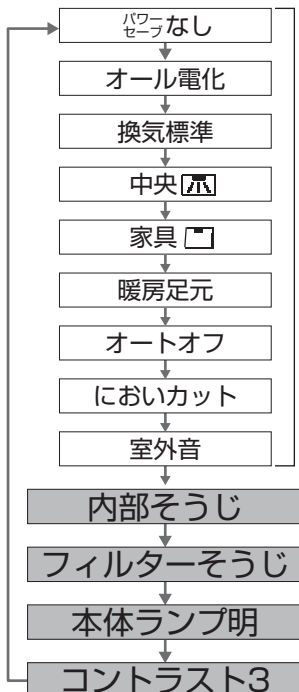 パワーセーブなし
オール電化
換気標準
中央
家具
暖房足元
オートオフ
においカット
室外音
内部そうじ
フィルターそうじ
本体ランプ明
コントラスト3